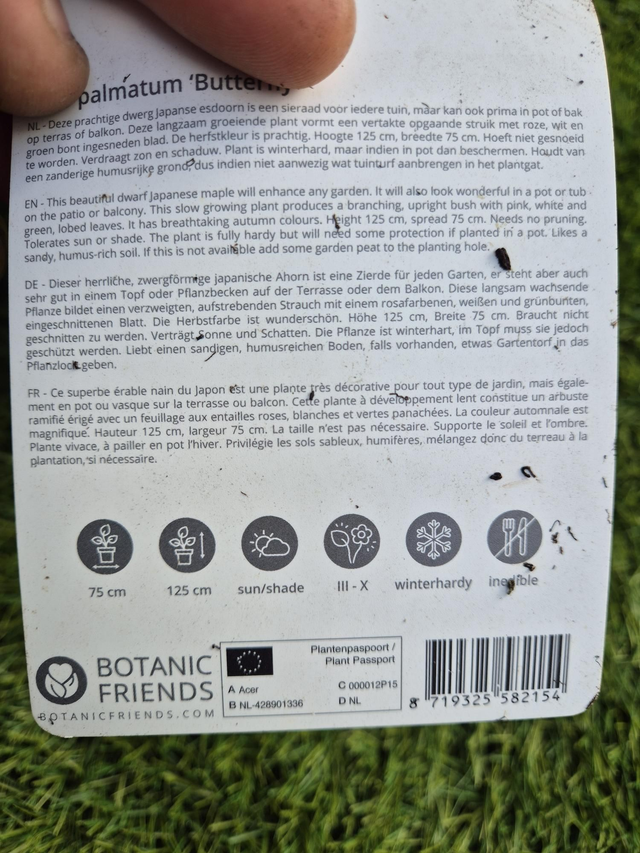 palmatum 'Butterfly
NL - Deze prachtige dwerg Japanse esdoorn is een sieraad voor iedere tuin, maar kan ook prima in pot of bak
op terras of balkon. Deze langzaam groeiende plant vormt een vertakte opgaande struik met roze, wit en
groen bont ingesneden blad. De herfstkleur is prachtig. Hoogte 125 cm, breedte 75 cm. Hoeft niet gesnoeid
te worden. Verdraagt zon en schaduw. Plant is winterhard, maar indien in pot dan beschermen. Houdt van
een zanderige humusrijke grond, dus indien niet aanwezig wat tuinturf aanbrengen in het plantgat.
EN - This beautiful dwarf Japanese maple will enhance any garden. It will also look wonderful in a pot or tub
on the patio or balcony. This slow growing plant produces a branching, upright bush with pink, white and
green, lobed leaves. It has breathtaking autumn colours. Height 125 cm, spread 75 cm. Needs no pruning.
Tolerates sun or shade. The plant is fully hardy but will need some protection if planted in a pot. Likes a
sandy, humus-rich soil. If this is not available add some garden peat to the planting hole.
DE - Dieser herrliche, zwergförmige japanische Ahorn ist eine Zierde für jeden Garten, er steht aber auch
sehr gut in einem Topf oder Pflanzbecken auf der Terrasse oder dem Balkon. Diese langsam wachsende
Pflanze bildet einen verzweigten, aufstrebenden Strauch mit einem rosafarbenen, weißen und grünbunten,
eingeschnittenen Blatt. Die Herbstfarbe ist wunderschön. Höhe 125 cm, Breite 75 cm. Braucht nicht
geschnitten zu werden. Verträgt Sonne und Schatten. Die Pflanze ist winterhart, im Topf muss sie jedoch
geschützt werden. Liebt einen sandigen, humusreichen Boden, falls vorhanden, etwas Gartentorf in das
Pflanzloch geben.
FR - Ce superbe érable nain du Japon est une plante très décorative pour tout type de jardin, mais égale-
ment en pot ou vasque sur la terrasse ou balcon. Cette plante à développement lent constitue un arbuste
ramifié érigé avec un feuillage aux entailles roses, blanches et vertes panachées. La couleur automnale est
magnifique. Hauteur 125 cm, largeur 75 cm. La taille n'est pas nécessaire. Supporte le soleil et l'ombre.
Plante vivace, à pailler en pot l'hiver. Privilégie les sols sableux, humifères, mélangez donc du terreau à la
plantation, si nécessaire.
75 cm 125 cm sun/shade III - X winterhardy inedible
BOTANIC
FRIENDS
BOTANICFRIENDS.COM
Plantenpaspoort /
Plant Passport
A Acer C 000012P15
B NL-428901336 D NL
8 719325 582154